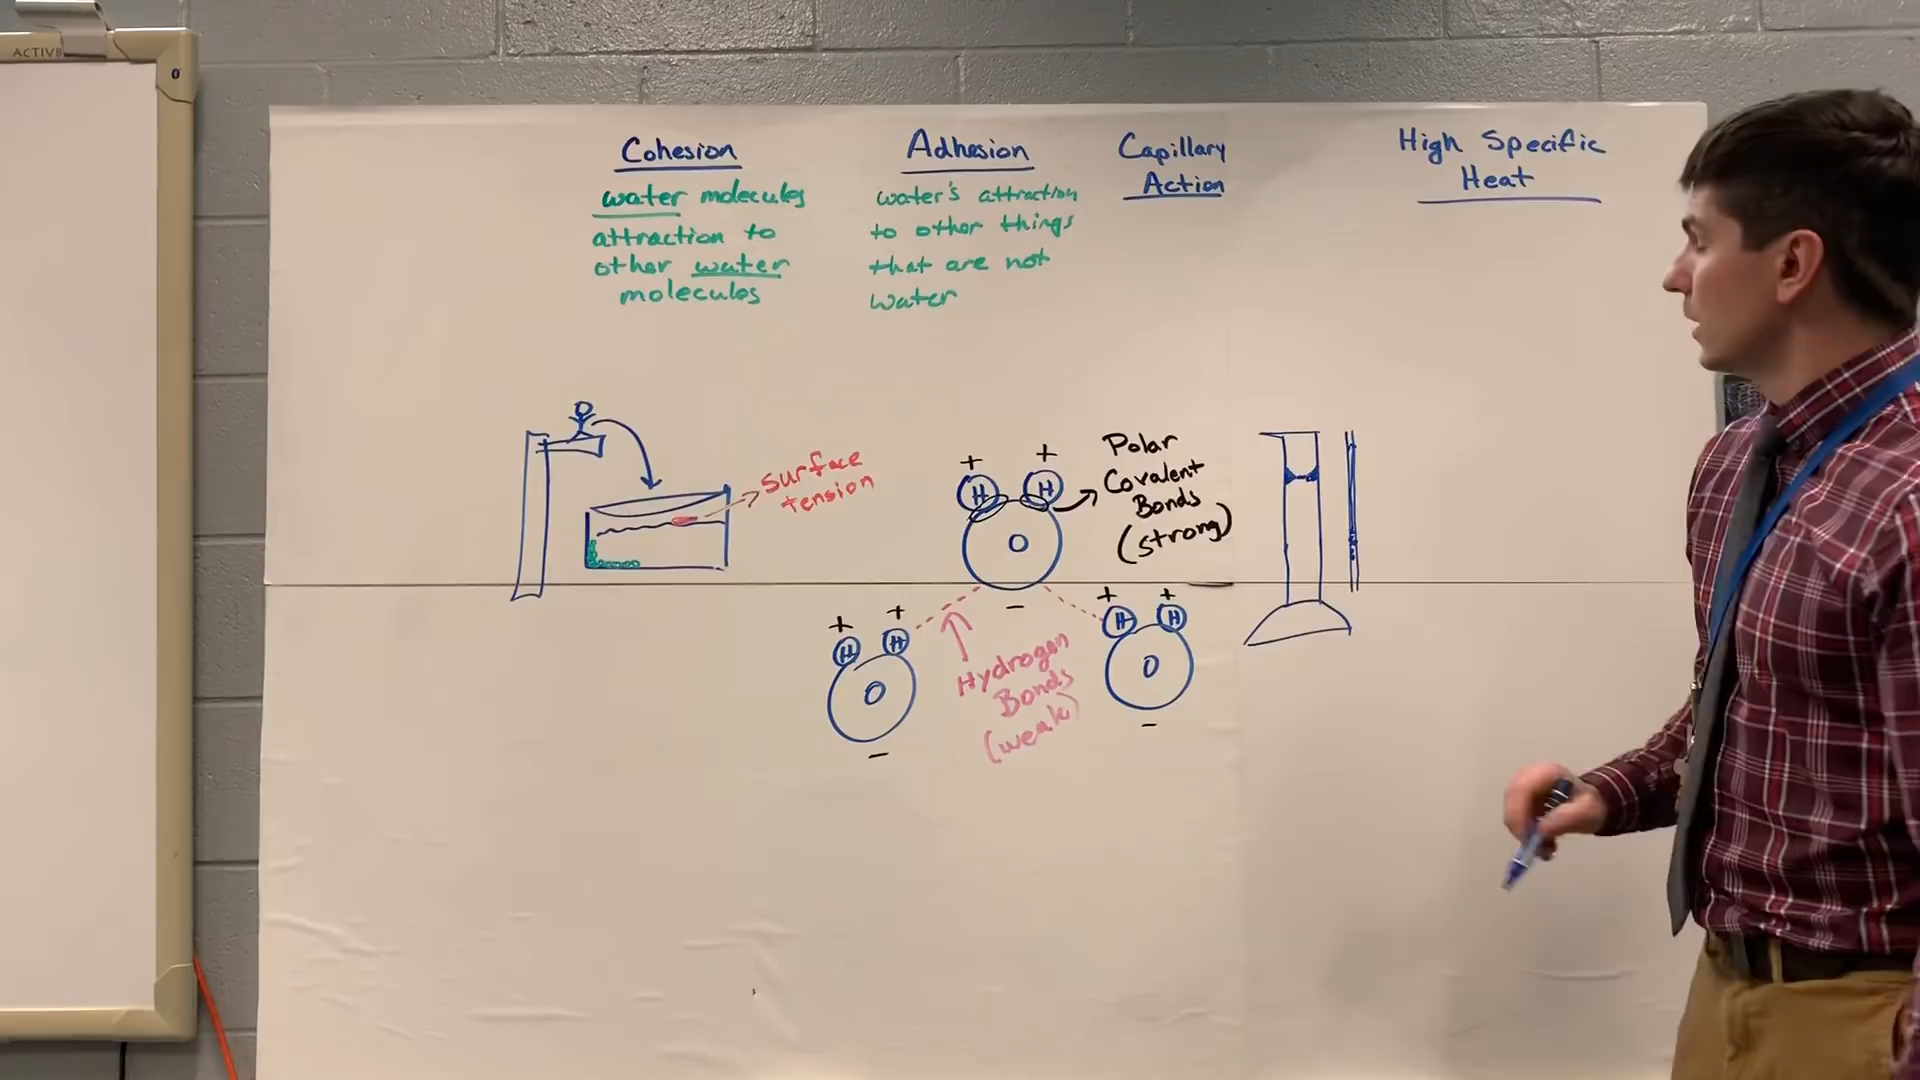 ACTIVB
Cohesion
water molecules
attraction to
other water
molecules
Adhesion
water's attraction
to other things
that are not
water
Capillary
Action
High Specific
Heat
surface
tension
+
+
H
H
O
-
Polar
Covalent
Bonds
(strong)
+
+
H
H
O
-
Hydrogen
Bonds
(weak)
+
+
H
H
O
-